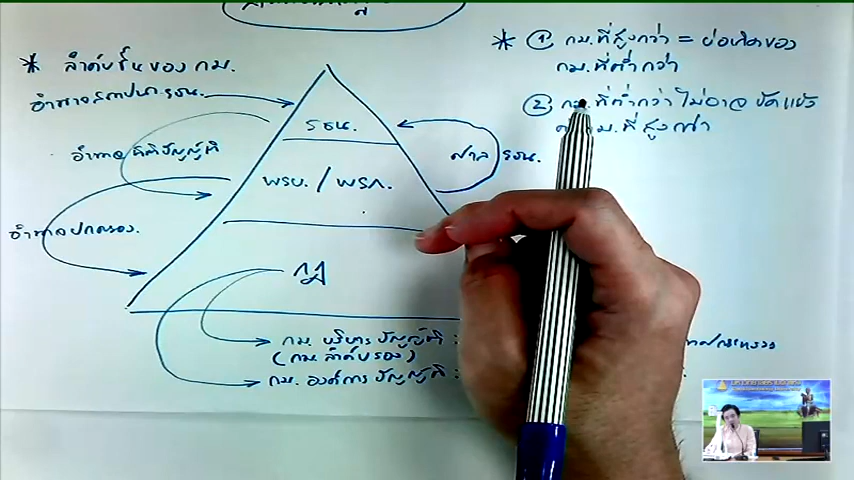 * ลำดับชั้นของ กม.
อำนาจสถาปนา รธน.
รธน.
อำนาจนิติบัญญัติ
พรบ. / พรก.
อำนาจปกครอง.
กฎ
ศาล รธน.
กม. บริหารบัญญัติ :
(กม. ลำดับรอง)
กม. องค์การบัญญัติ :
* ① กม. ที่สูงกว่า = บ่อเกิดของ
กม. ที่ต่ำกว่า
② กม. ที่ต่ำกว่าไม่อาจ ขัดแย้ง
กม. ที่สูงกว่า